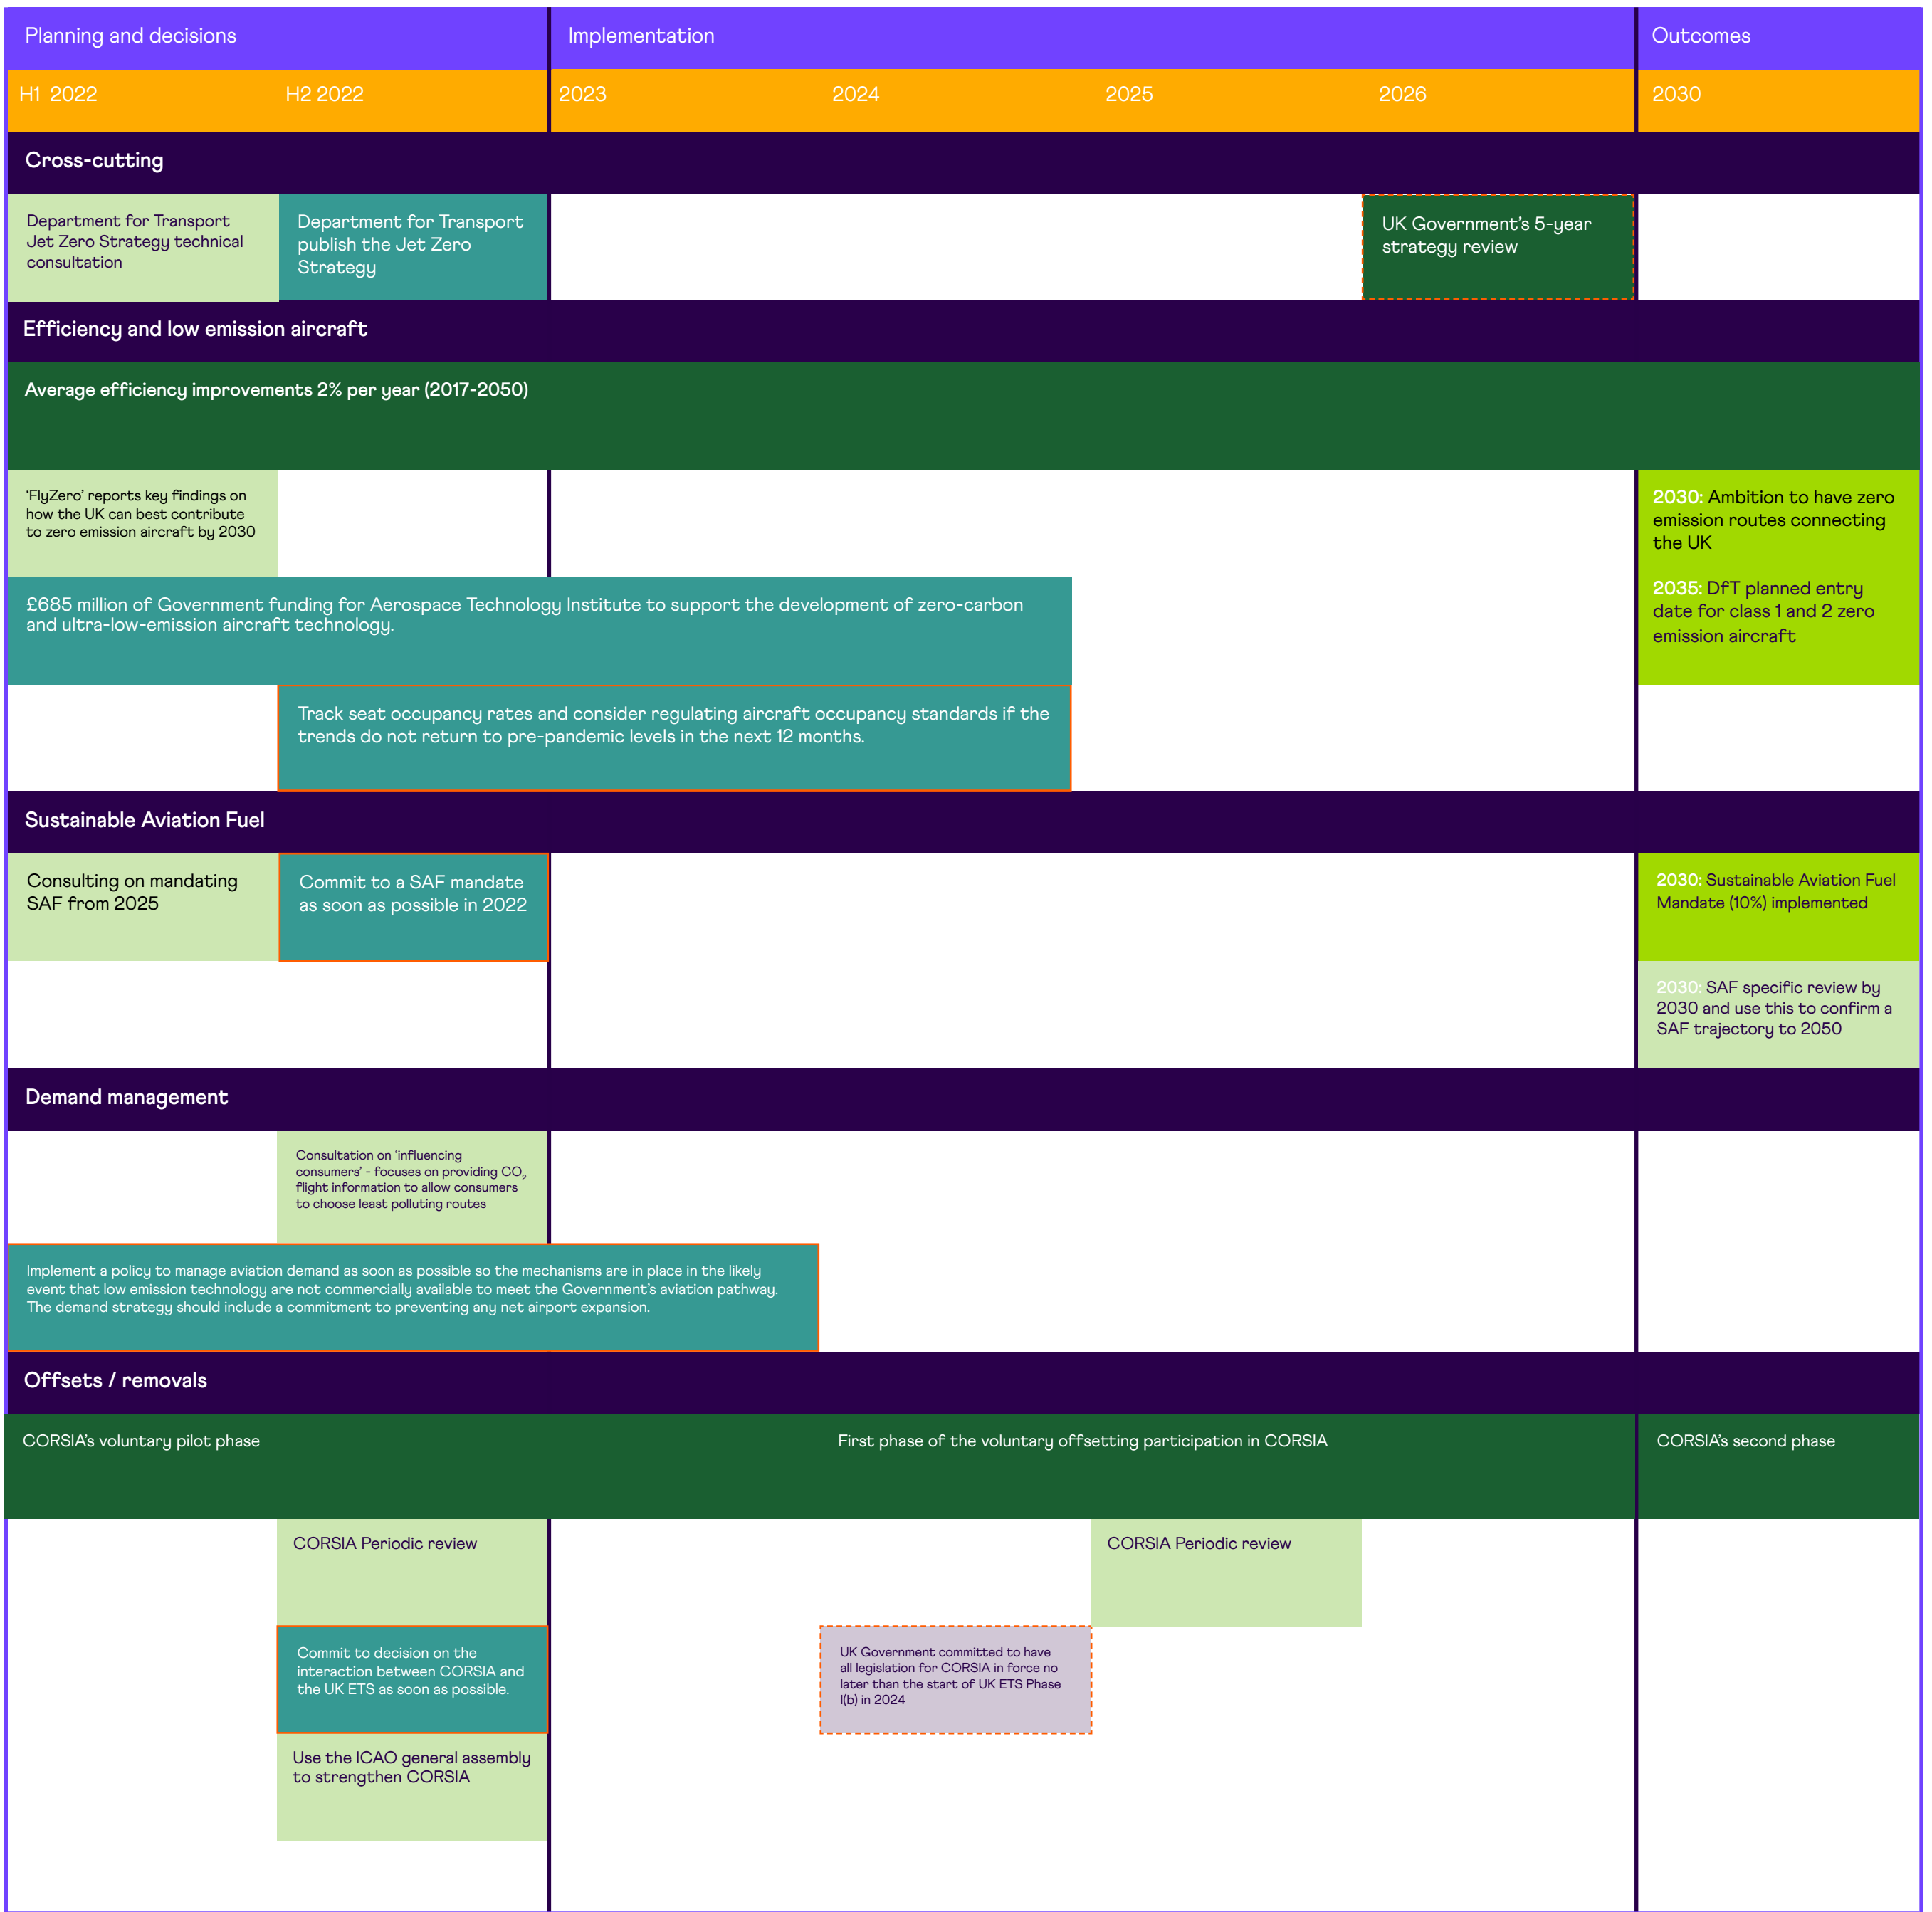 Planning and decisions
Implementation
Outcomes
H1 2022
H2 2022
2023
2024
2025
2026
2030
Cross-cutting
Department for Transport
Jet Zero Strategy technical
consultation
Department for Transport
publish the Jet Zero
Strategy
UK Government’s 5-year
strategy review
Efficiency and low emission aircraft
Average efficiency improvements 2% per year (2017-2050)
‘FlyZero’ reports key findings on
how the UK can best contribute
to zero emission aircraft by 2030
2030: Ambition to have zero
emission routes connecting
the UK
2035: DfT planned entry
date for class 1 and 2 zero
emission aircraft
£685 million of Government funding for Aerospace Technology Institute to support the development of zero-carbon
and ultra-low-emission aircraft technology.
Track seat occupancy rates and consider regulating aircraft occupancy standards if the
trends do not return to pre-pandemic levels in the next 12 months.
Sustainable Aviation Fuel
Consulting on mandating
SAF from 2025
Commit to a SAF mandate
as soon as possible in 2022
2030: Sustainable Aviation Fuel
Mandate (10%) implemented
2030: SAF specific review by
2030 and use this to confirm a
SAF trajectory to 2050
Demand management
Consultation on ‘influencing
consumers’ - focuses on providing CO₂
flight information to allow consumers
to choose least polluting routes
Implement a policy to manage aviation demand as soon as possible so the mechanisms are in place in the likely
event that low emission technology are not commercially available to meet the Government’s aviation pathway.
The demand strategy should include a commitment to preventing any net airport expansion.
Offsets / removals
CORSIA’s voluntary pilot phase
First phase of the voluntary offsetting participation in CORSIA
CORSIA’s second phase
CORSIA Periodic review
CORSIA Periodic review
Commit to decision on the
interaction between CORSIA and
the UK ETS as soon as possible.
UK Government committed to have
all legislation for CORSIA in force no
later than the start of UK ETS Phase
I(b) in 2024
Use the ICAO general assembly
to strengthen CORSIA